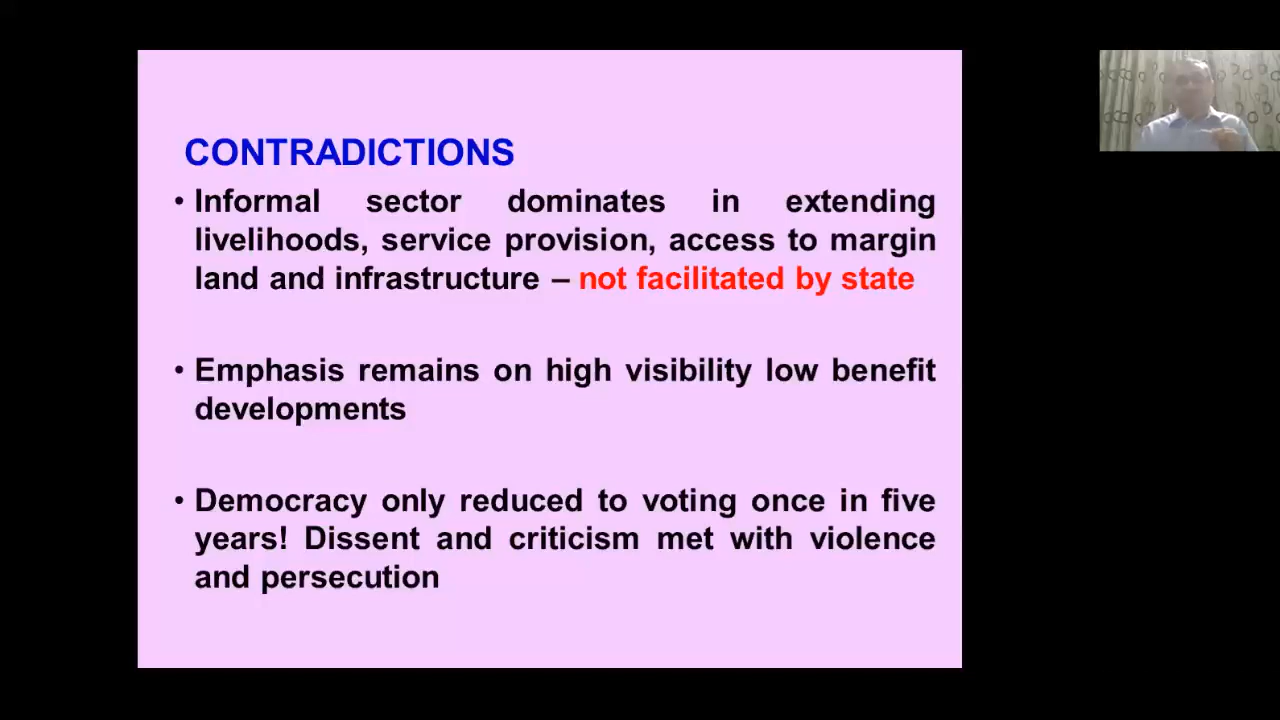 CONTRADICTIONS
• Informal sector dominates in extending
livelihoods, service provision, access to margin
land and infrastructure – not facilitated by state
• Emphasis remains on high visibility low benefit
developments
• Democracy only reduced to voting once in five
years! Dissent and criticism met with violence
and persecution